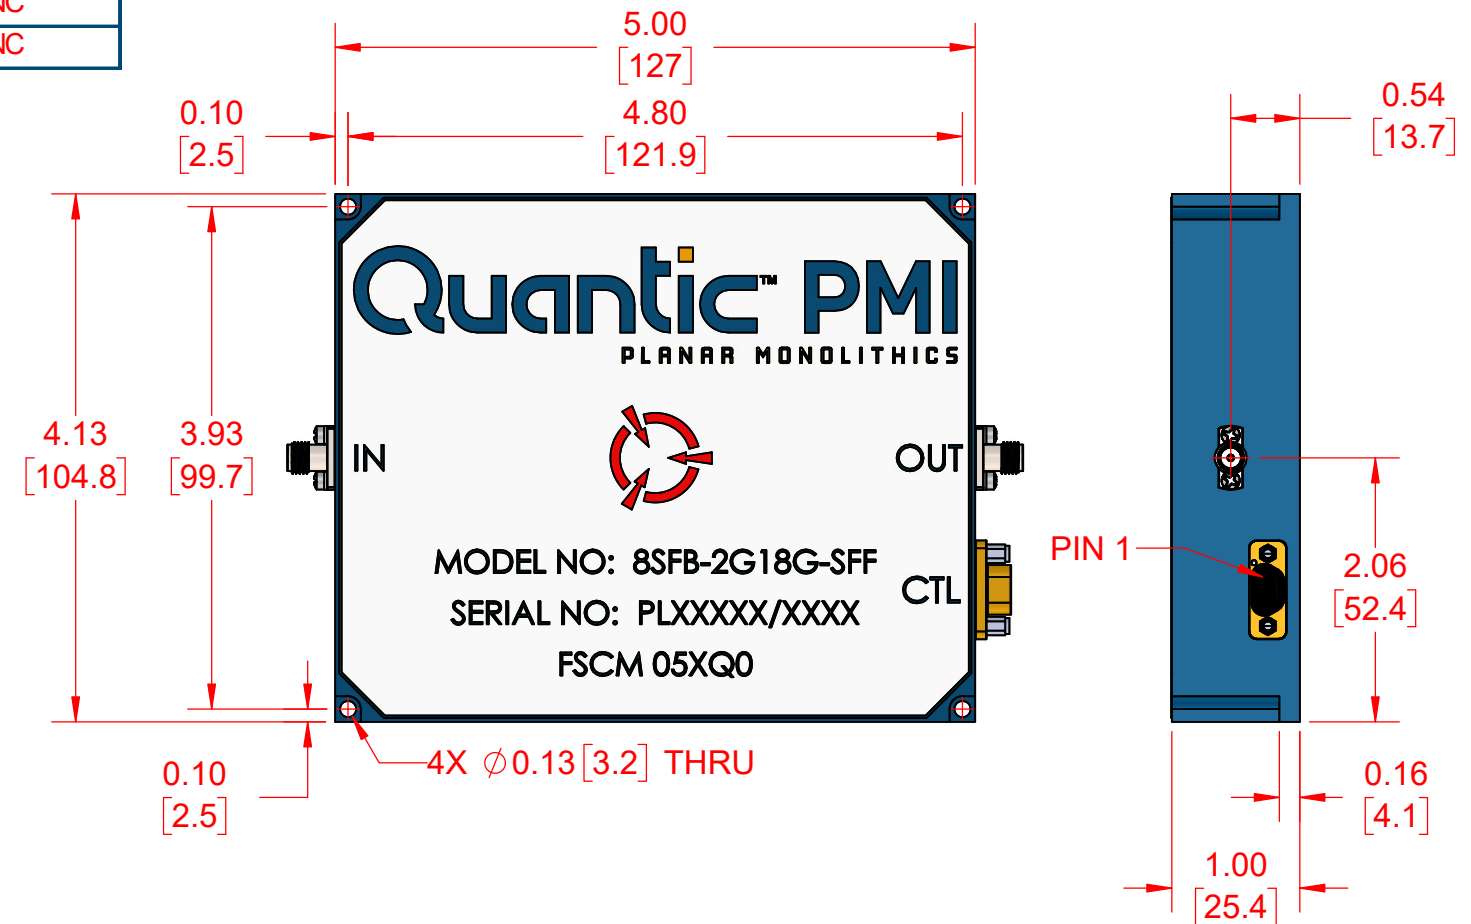 NC
NC
5.00
[127]
0.10
[2.5]
4.80
[121.9]
0.54
[13.7]
Quantic™ PMI
PLANAR MONOLITHICS
4.13
[104.8]
3.93
[99.7]
IN
OUT
MODEL NO: 8SFB-2G18G-SFF
SERIAL NO: PLXXXXX/XXXX
FSCM 05XQ0
CTL
PIN 1
2.06
[52.4]
4X ∅0.13[3.2] THRU
0.10
[2.5]
0.16
[4.1]
1.00
[25.4]